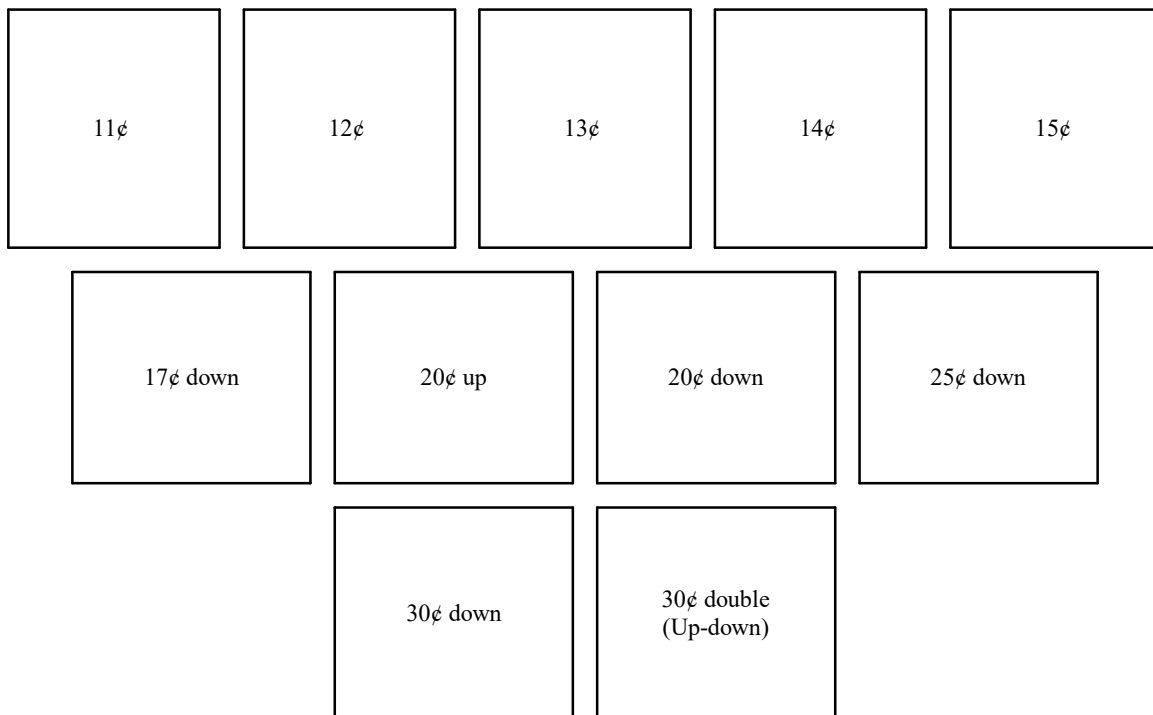 11¢
12¢
13¢
14¢
15¢
17¢ down
20¢ up
20¢ down
25¢ down
30¢ down
30¢ double
(Up-down)